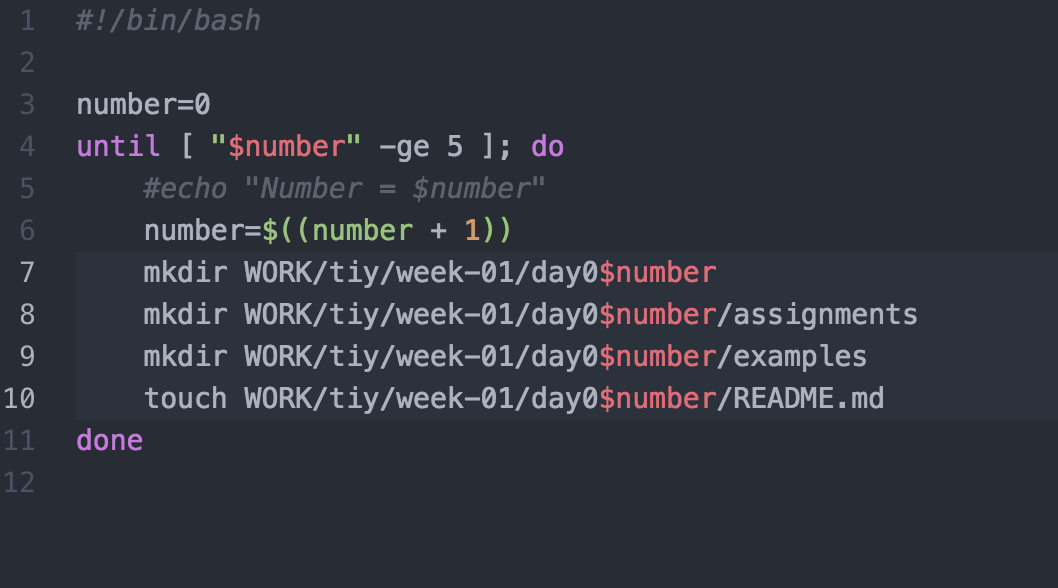 1 #!/bin/bash
2
3 number=0
4 until [ "$number" -ge 5 ]; do
5     #echo "Number = $number"
6     number=$((number + 1))
7     mkdir WORK/tiy/week-01/day0$number
8     mkdir WORK/tiy/week-01/day0$number/assignments
9     mkdir WORK/tiy/week-01/day0$number/examples
10     touch WORK/tiy/week-01/day0$number/README.md
11 done
12